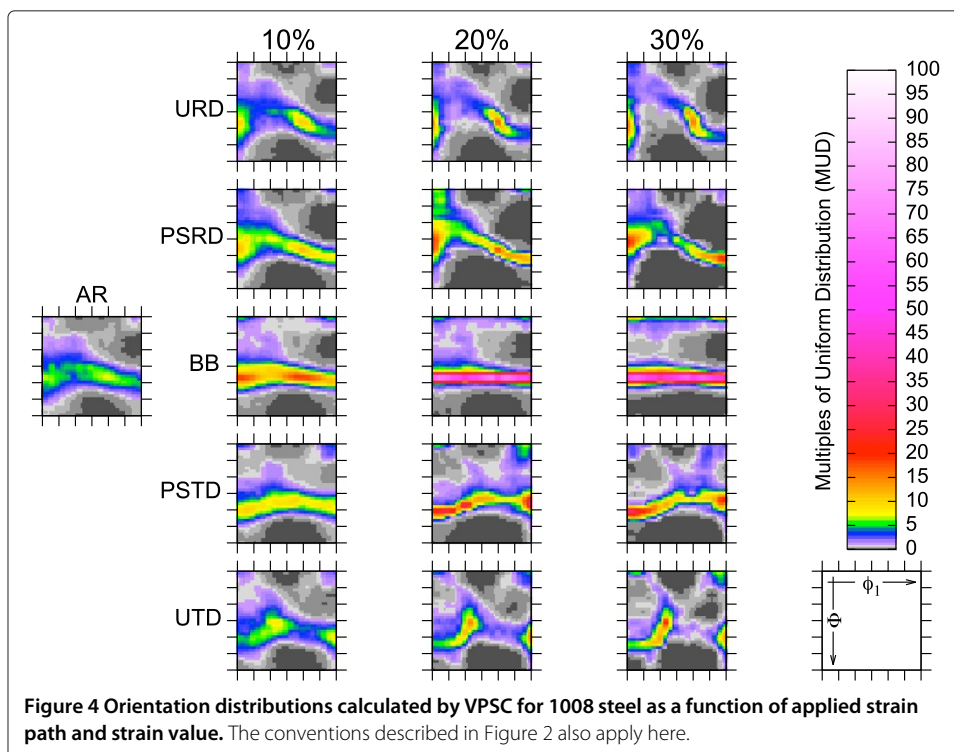 10% 20% 30%
URD
PSRD
AR
BB
PSTD
UTD
Multiples of Uniform Distribution (MUD)
100
95
90
85
80
75
70
65
60
55
50
45
40
35
30
25
20
15
10
5
0
ϕ1
Φ
Figure 4 Orientation distributions calculated by VPSC for 1008 steel as a function of applied strain
path and strain value. The conventions described in Figure 2 also apply here.